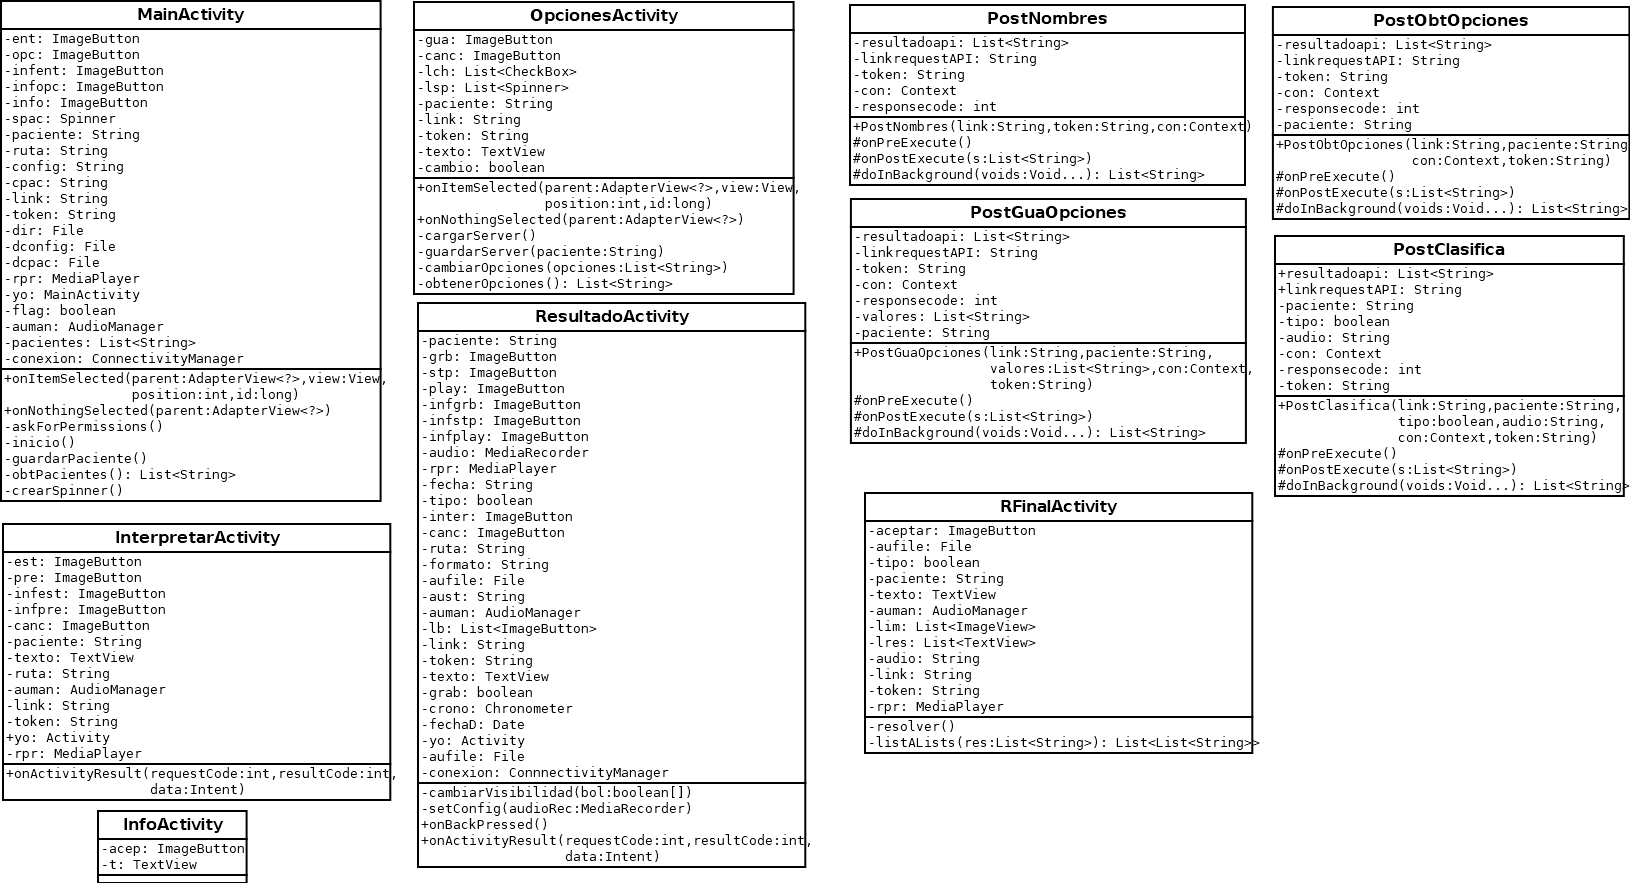 MainActivity
-ent: ImageButton
-opc: ImageButton
-infent: ImageButton
-infopc: ImageButton
-info: ImageButton
-spac: Spinner
-paciente: String
-ruta: String
-config: String
-cpac: String
-link: String
-token: String
-dir: File
-dconfig: File
-dcpac: File
-rpr: MediaPlayer
-yo: MainActivity
-flag: boolean
-auman: AudioManager
-pacientes: List<String>
-conexion: ConnectivityManager
+onItemSelected(parent:AdapterView<?>,view:View,
position:int,id:long)
+onNothingSelected(parent:AdapterView<?>)
-askForPermissions()
-inicio()
-guardarPaciente()
-obtPacientes(): List<String>
-crearSpinner()
InterpretarActivity
-est: ImageButton
-pre: ImageButton
-infest: ImageButton
-infpre: ImageButton
-canc: ImageButton
-paciente: String
-texto: TextView
-ruta: String
-auman: AudioManager
-link: String
-token: String
+yo: Activity
-rpr: MediaPlayer
+onActivityResult(requestCode:int,resultCode:int,
data:Intent)
InfoActivity
-acep: ImageButton
-t: TextView
OpcionesActivity
-gua: ImageButton
-canc: ImageButton
-lch: List<CheckBox>
-lsp: List<Spinner>
-paciente: String
-link: String
-token: String
-texto: TextView
-cambio: boolean
+onItemSelected(parent:AdapterView<?>,view:View,
position:int,id:long)
+onNothingSelected(parent:AdapterView<?>)
-cargarServer()
-guardarServer(paciente:String)
-cambiarOpciones(opciones:List<String>)
-obtenerOpciones(): List<String>
ResultadoActivity
-paciente: String
-grb: ImageButton
-stp: ImageButton
-play: ImageButton
-infgrb: ImageButton
-infstp: ImageButton
-infplay: ImageButton
-audio: MediaRecorder
-rpr: MediaPlayer
-fecha: String
-tipo: boolean
-inter: ImageButton
-canc: ImageButton
-ruta: String
-formato: String
-aufile: File
-aust: String
-auman: AudioManager
-lb: List<ImageButton>
-link: String
-token: String
-texto: TextView
-grab: boolean
-crono: Chronometer
-fechaD: Date
-yo: Activity
-aufile: File
-conexion: ConnnectivityManager
-cambiarVisibilidad(bol:boolean[])
-setConfig(audioRec:MediaRecorder)
+onBackPressed()
+onActivityResult(requestCode:int,resultCode:int,
data:Intent)
PostNombres
-resultadoapi: List<String>
-linkrequestAPI: String
-token: String
-con: Context
-responsecode: int
+PostNombres(link:String,token:String,con:Context)
#onPreExecute()
#onPostExecute(s:List<String>)
#doInBackground(voids:Void...): List<String>
PostGuaOpciones
-resultadoapi: List<String>
-linkrequestAPI: String
-token: String
-con: Context
-responsecode: int
-valores: List<String>
-paciente: String
+PostGuaOpciones(link:String,paciente:String,
valores:List<String>,con:Context,
token:String)
#onPreExecute()
#onPostExecute(s:List<String>)
#doInBackground(voids:Void...): List<String>
RFinalActivity
-aceptar: ImageButton
-aufile: File
-tipo: boolean
-paciente: String
-texto: TextView
-auman: AudioManager
-lim: List<ImageView>
-lres: List<TextView>
-audio: String
-link: String
-token: String
-rpr: MediaPlayer
-resolver()
-listALists(res:List<String>): List<List<String>>
PostObtOpciones
-resultadoapi: List<String>
-linkrequestAPI: String
-token: String
-con: Context
-responsecode: int
-paciente: String
+PostObtOpciones(link:String,paciente:String
con:Context,token:String)
#onPreExecute()
#onPostExecute(s:List<String>)
#doInBackground(voids:Void...): List<String>
PostClasifica
+resultadoapi: List<String>
+linkrequestAPI: String
-paciente: String
-tipo: boolean
-audio: String
-con: Context
-responsecode: int
-token: String
+PostClasifica(link:String,paciente:String,
tipo:boolean,audio:String,
con:Context,token:String)
#onPreExecute()
#onPostExecute(s:List<String>)
#doInBackground(voids:Void...): List<String>